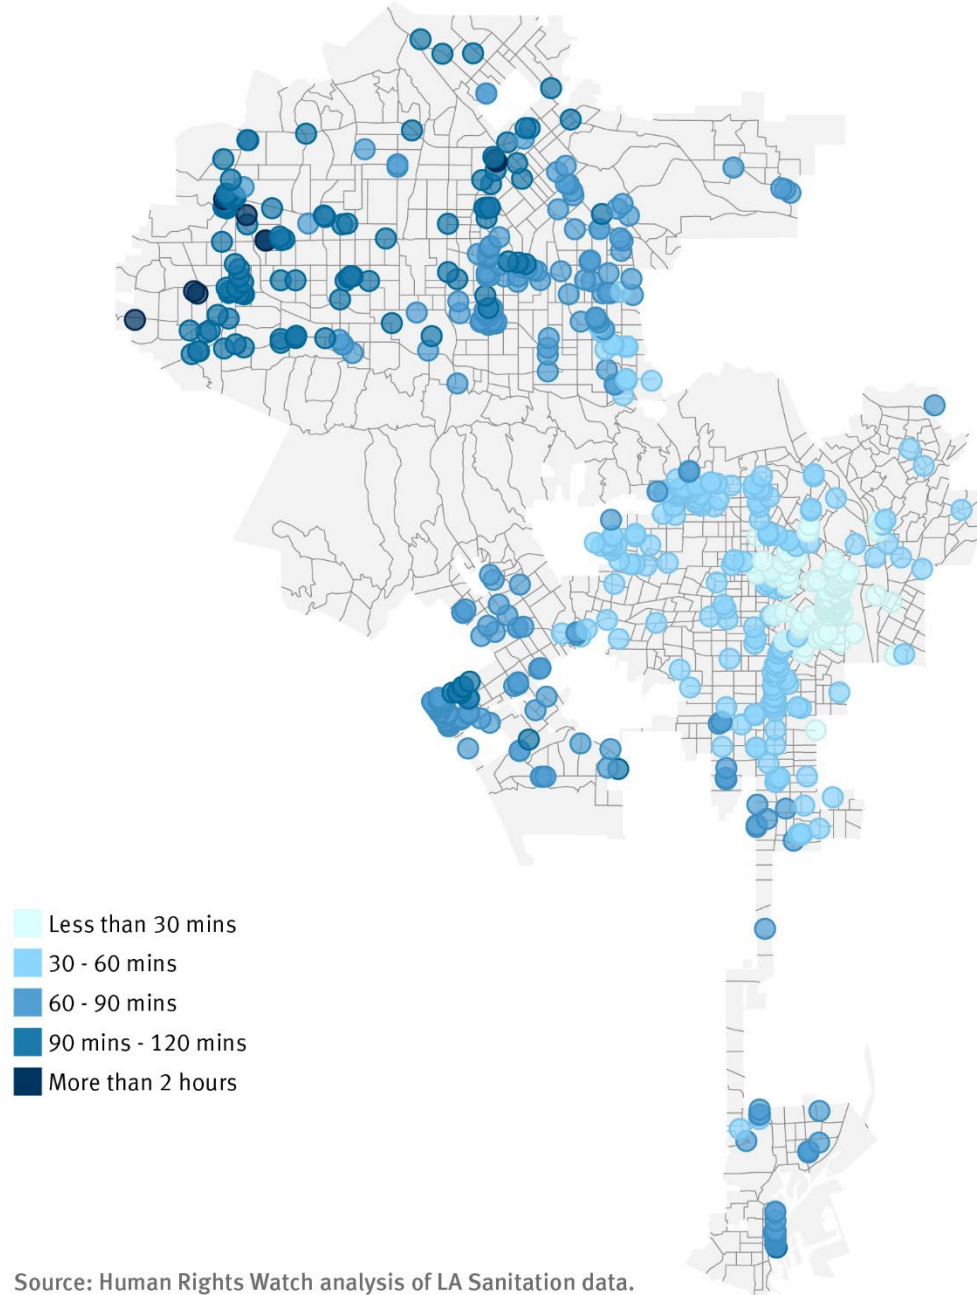 Less than 30 mins
30 - 60 mins
60 - 90 mins
90 mins - 120 mins
More than 2 hours
Source: Human Rights Watch analysis of LA Sanitation data.